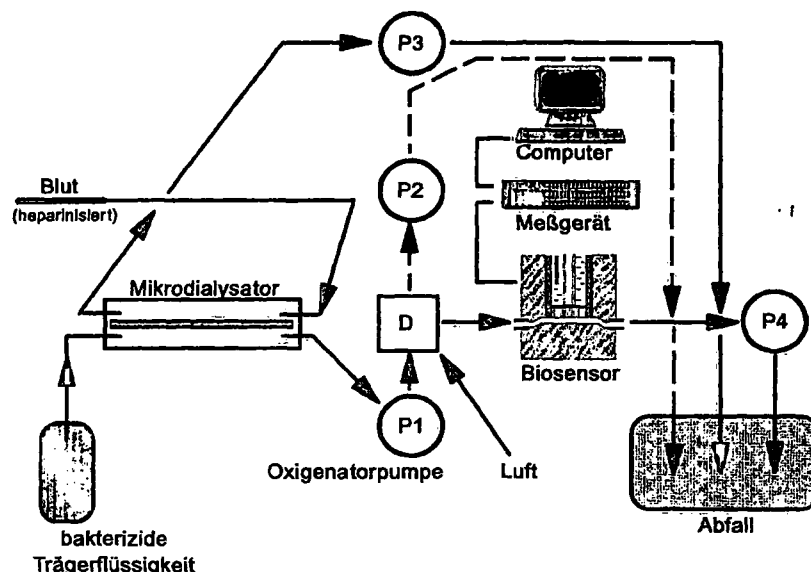 P3
Computer
P2
Meßgerät
Blut
(heparinisiert)
Mikrodialysator
D
P4
Biosensor
P1
Oxigenatorpumpe
Luft
Abfall
bakterizide
Trägerflüssigkeit